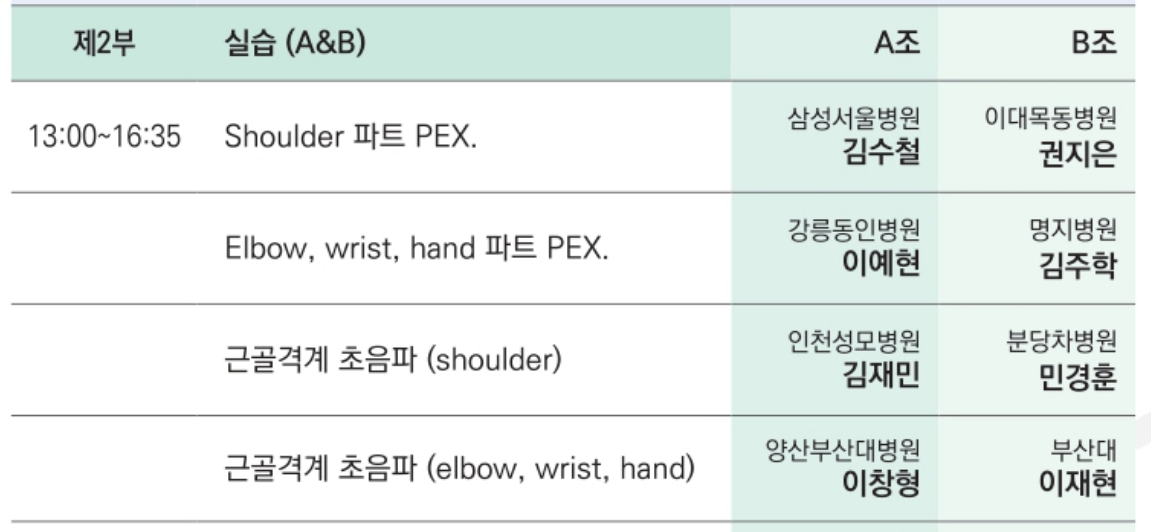 제2부 실습 (A&B) A조 B조
13:00~16:35 Shoulder 파트 PEX. 삼성서울병원 김수철 이대목동병원 권지은
Elbow, wrist, hand 파트 PEX. 강릉동인병원 이예현 명지병원 김주학
근골격계 초음파 (shoulder) 인천성모병원 김재민 분당차병원 민경훈
근골격계 초음파 (elbow, wrist, hand) 양산부산대병원 이창형 부산대 이재현